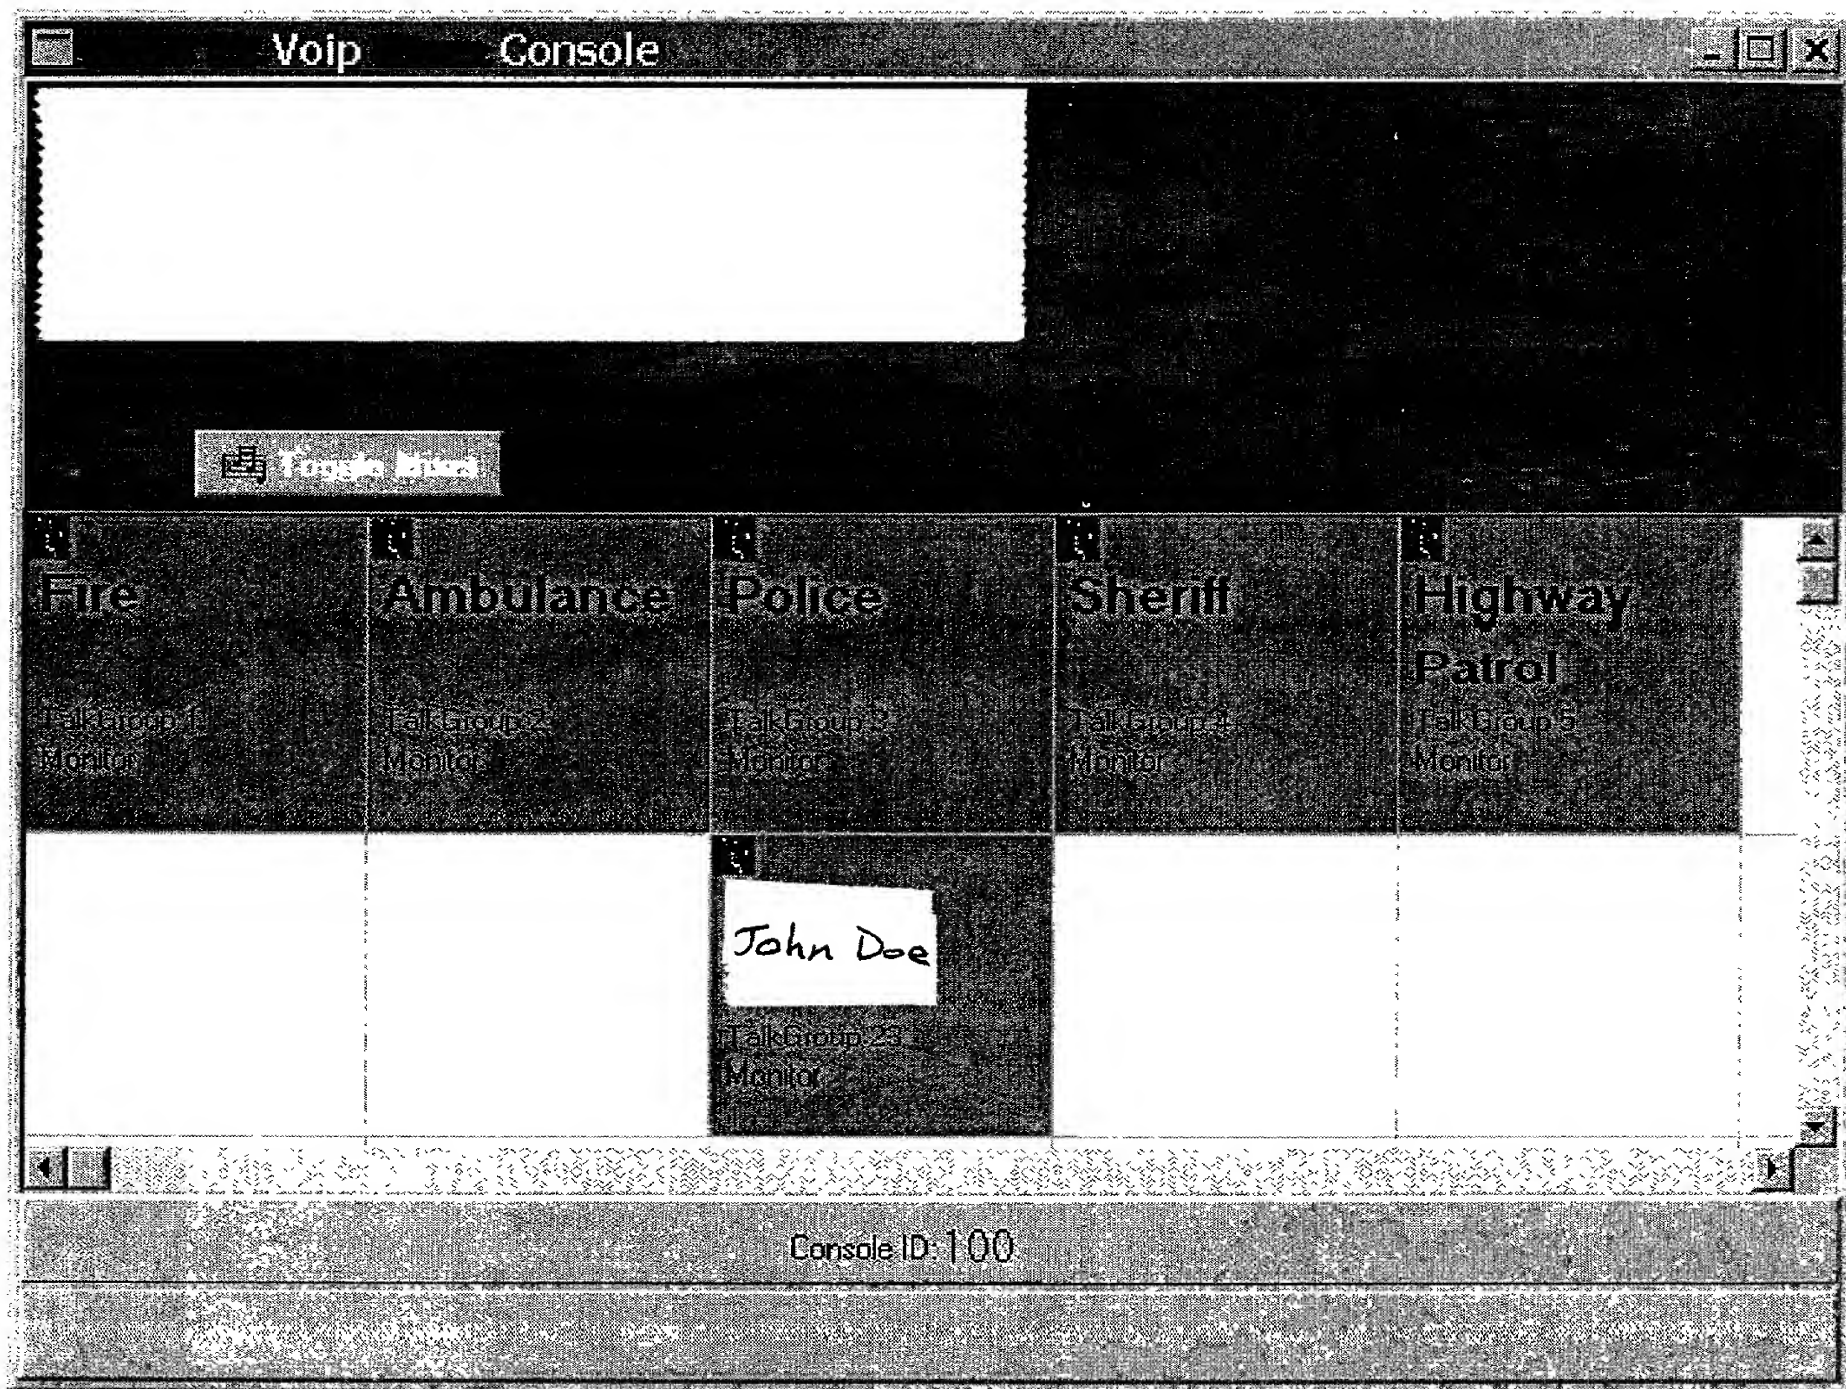 Voip Console
Toggle
Fire
Ambulance
Police
Sheriff
Highway
Patrol
TalkGroup:1
Monitor
TalkGroup:2
Monitor
TalkGroup:3
Monitor
TalkGroup:4
Monitor
TalkGroup:5
Monitor
John Doe
TalkGroup:23
Monitor
Console ID:100